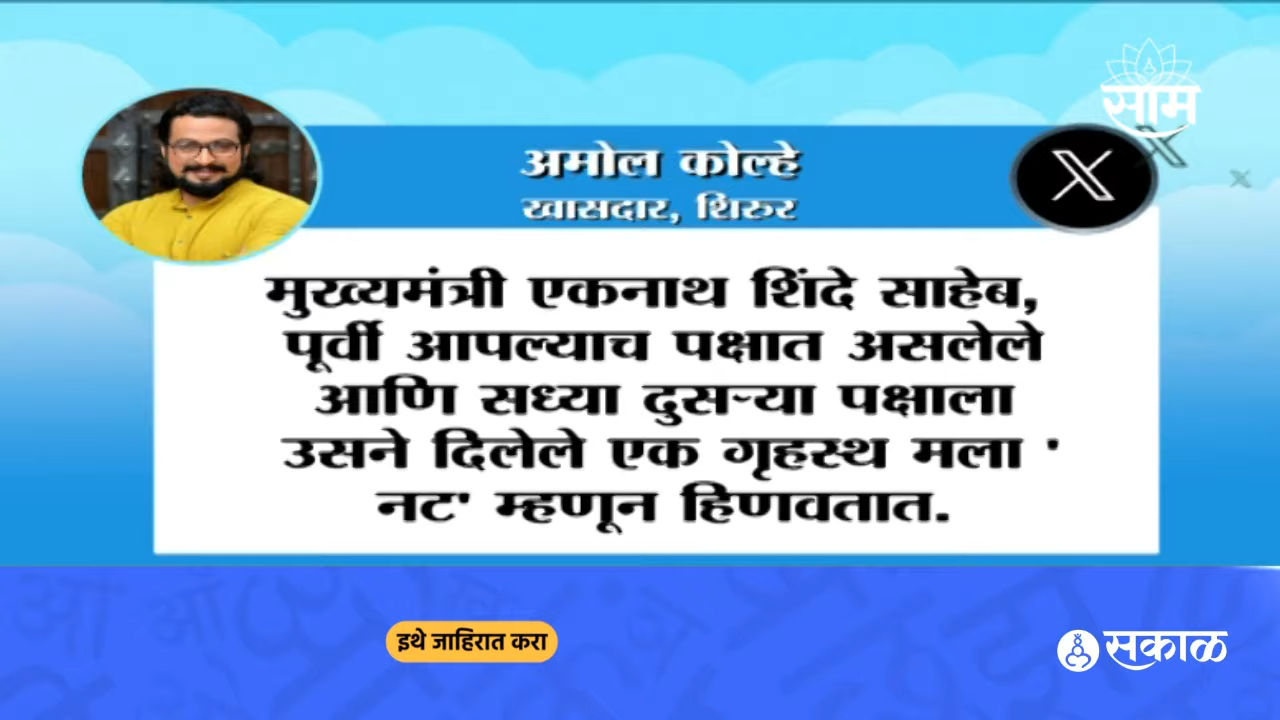 साम
अमोल कोल्हे
खासदार, शिरुर
मुख्यमंत्री एकनाथ शिंदे साहेब,
पूर्वी आपल्याच पक्षात असलेले
आणि सध्या दुसऱ्या पक्षाला
उसने दिलेले एक गृहस्थ मला '
नट' म्हणून हिणवतात.
इथे जाहिरात करा
सकाळ